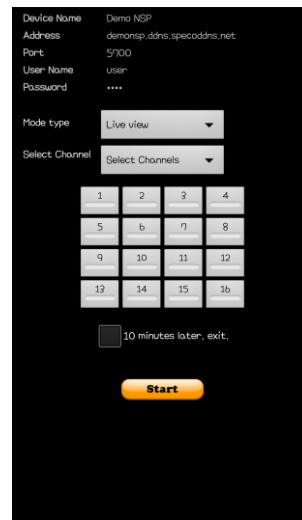 Device Name Demo NSP
Address demonsp.ddns.specoddns.net
Port 5700
User Name user
Password ••••
Mode type Live view
Select Channel Select Channels
1 2 3 4
5 6 7 8
9 10 11 12
13 14 15 16
10 minutes later, exit.
Start